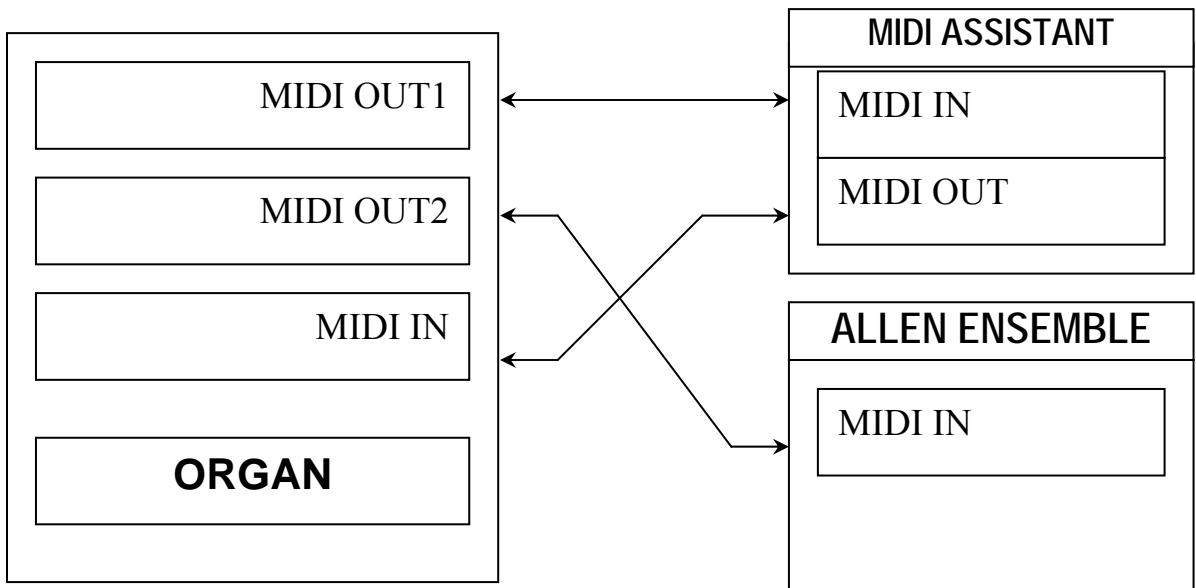 MIDI OUT1
MIDI OUT2
MIDI IN
ORGAN
MIDI ASSISTANT
MIDI IN
MIDI OUT
ALLEN ENSEMBLE
MIDI IN